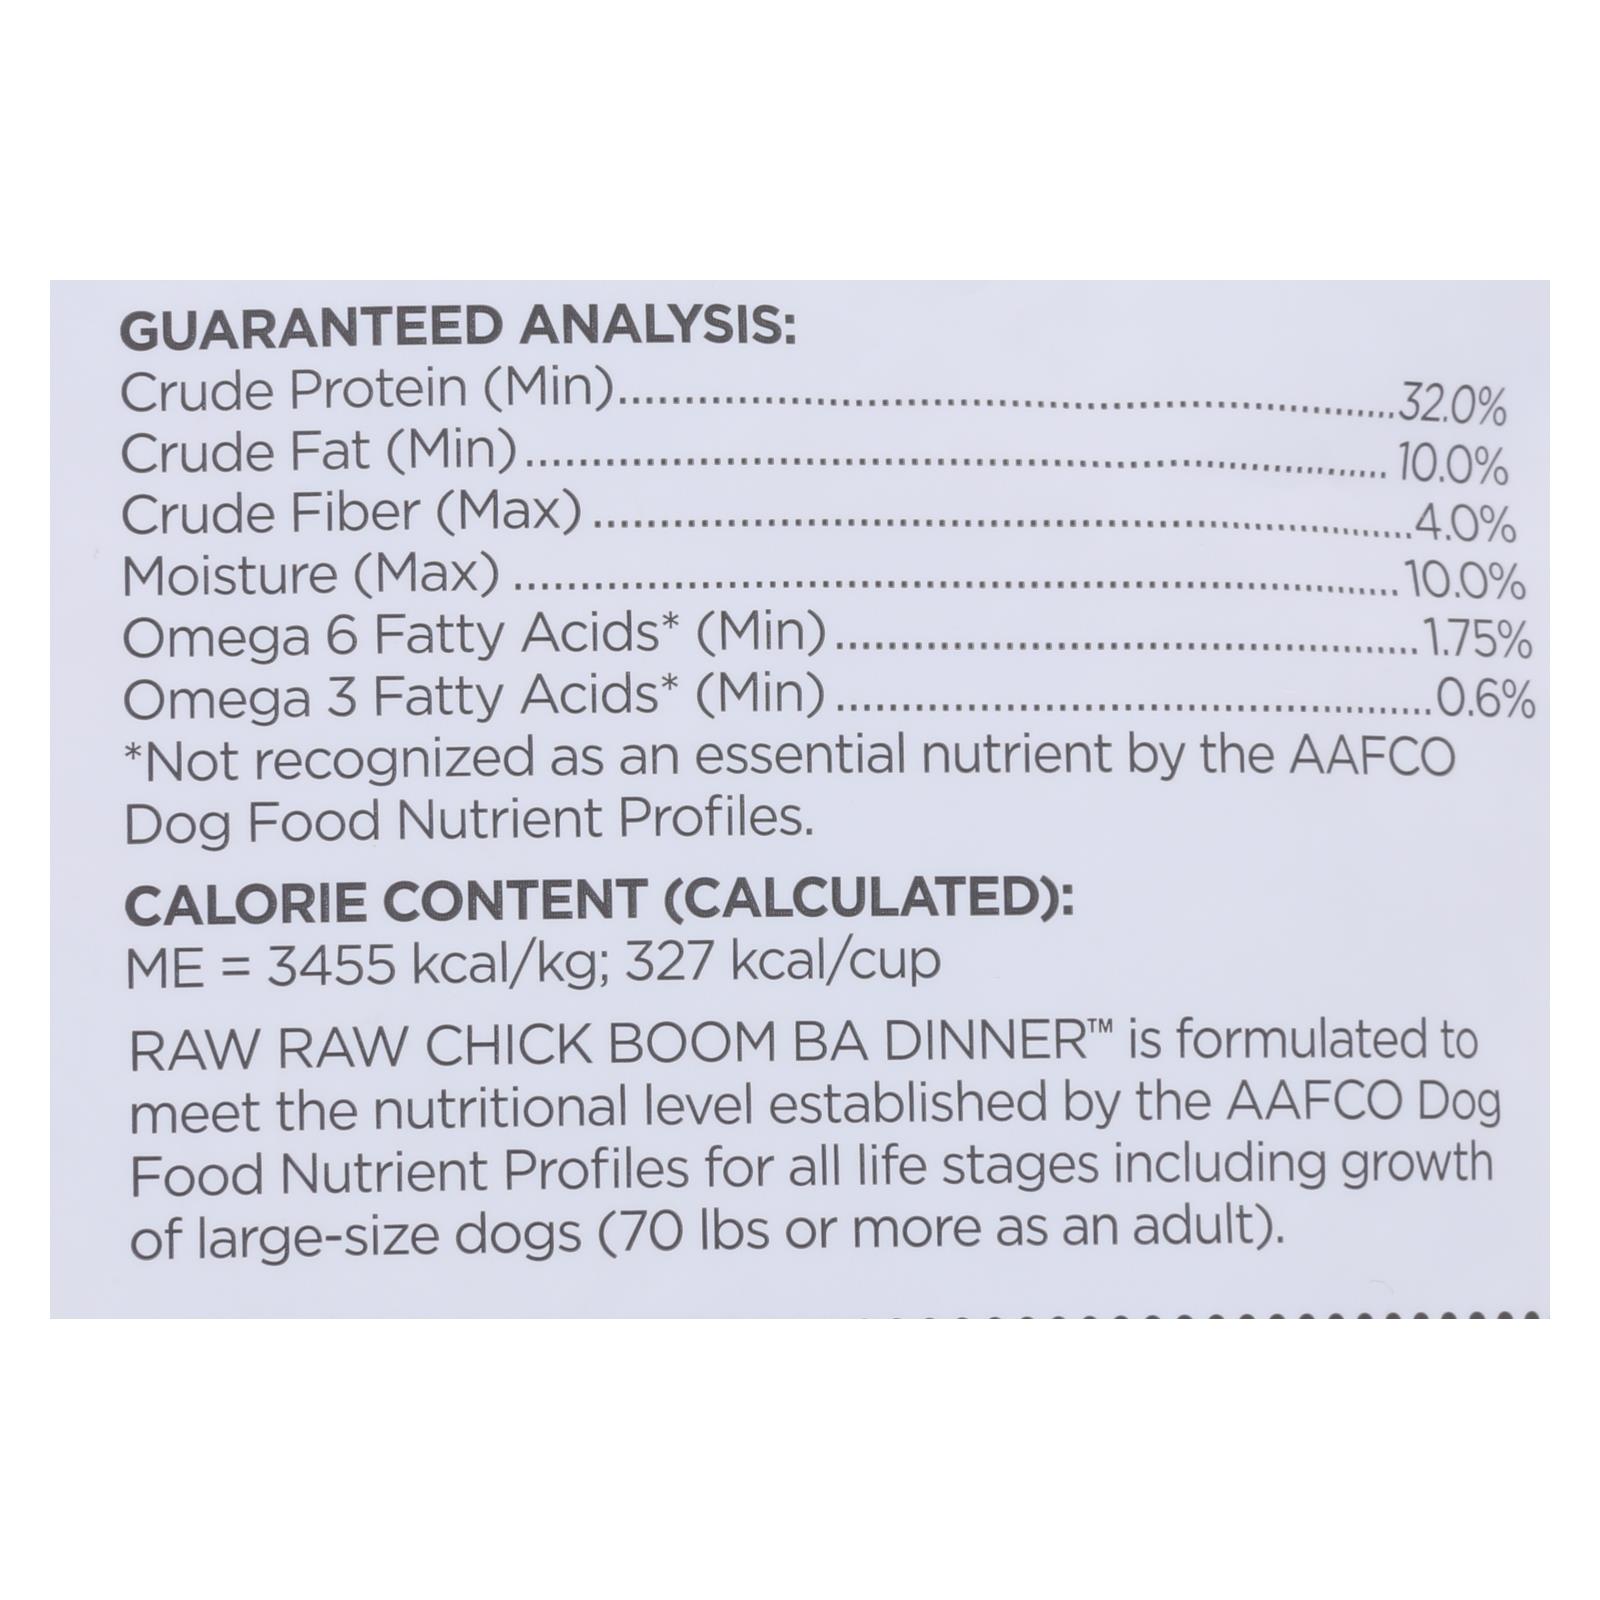 GUARANTEED ANALYSIS:
Crude Protein (Min)..........................................................32.0%
Crude Fat (Min)................................................................. 10.0%
Crude Fiber (Max) .............................................................4.0%
Moisture (Max) ................................................................. 10.0%
Omega 6 Fatty Acids* (Min)............................................1.75%
Omega 3 Fatty Acids* (Min) .............................................0.6%
*Not recognized as an essential nutrient by the AAFCO
Dog Food Nutrient Profiles.
CALORIE CONTENT (CALCULATED):
ME = 3455 kcal/kg; 327 kcal/cup
RAW RAW CHICK BOOM BA DINNER™ is formulated to
meet the nutritional level established by the AAFCO Dog
Food Nutrient Profiles for all life stages including growth
of large-size dogs (70 lbs or more as an adult).